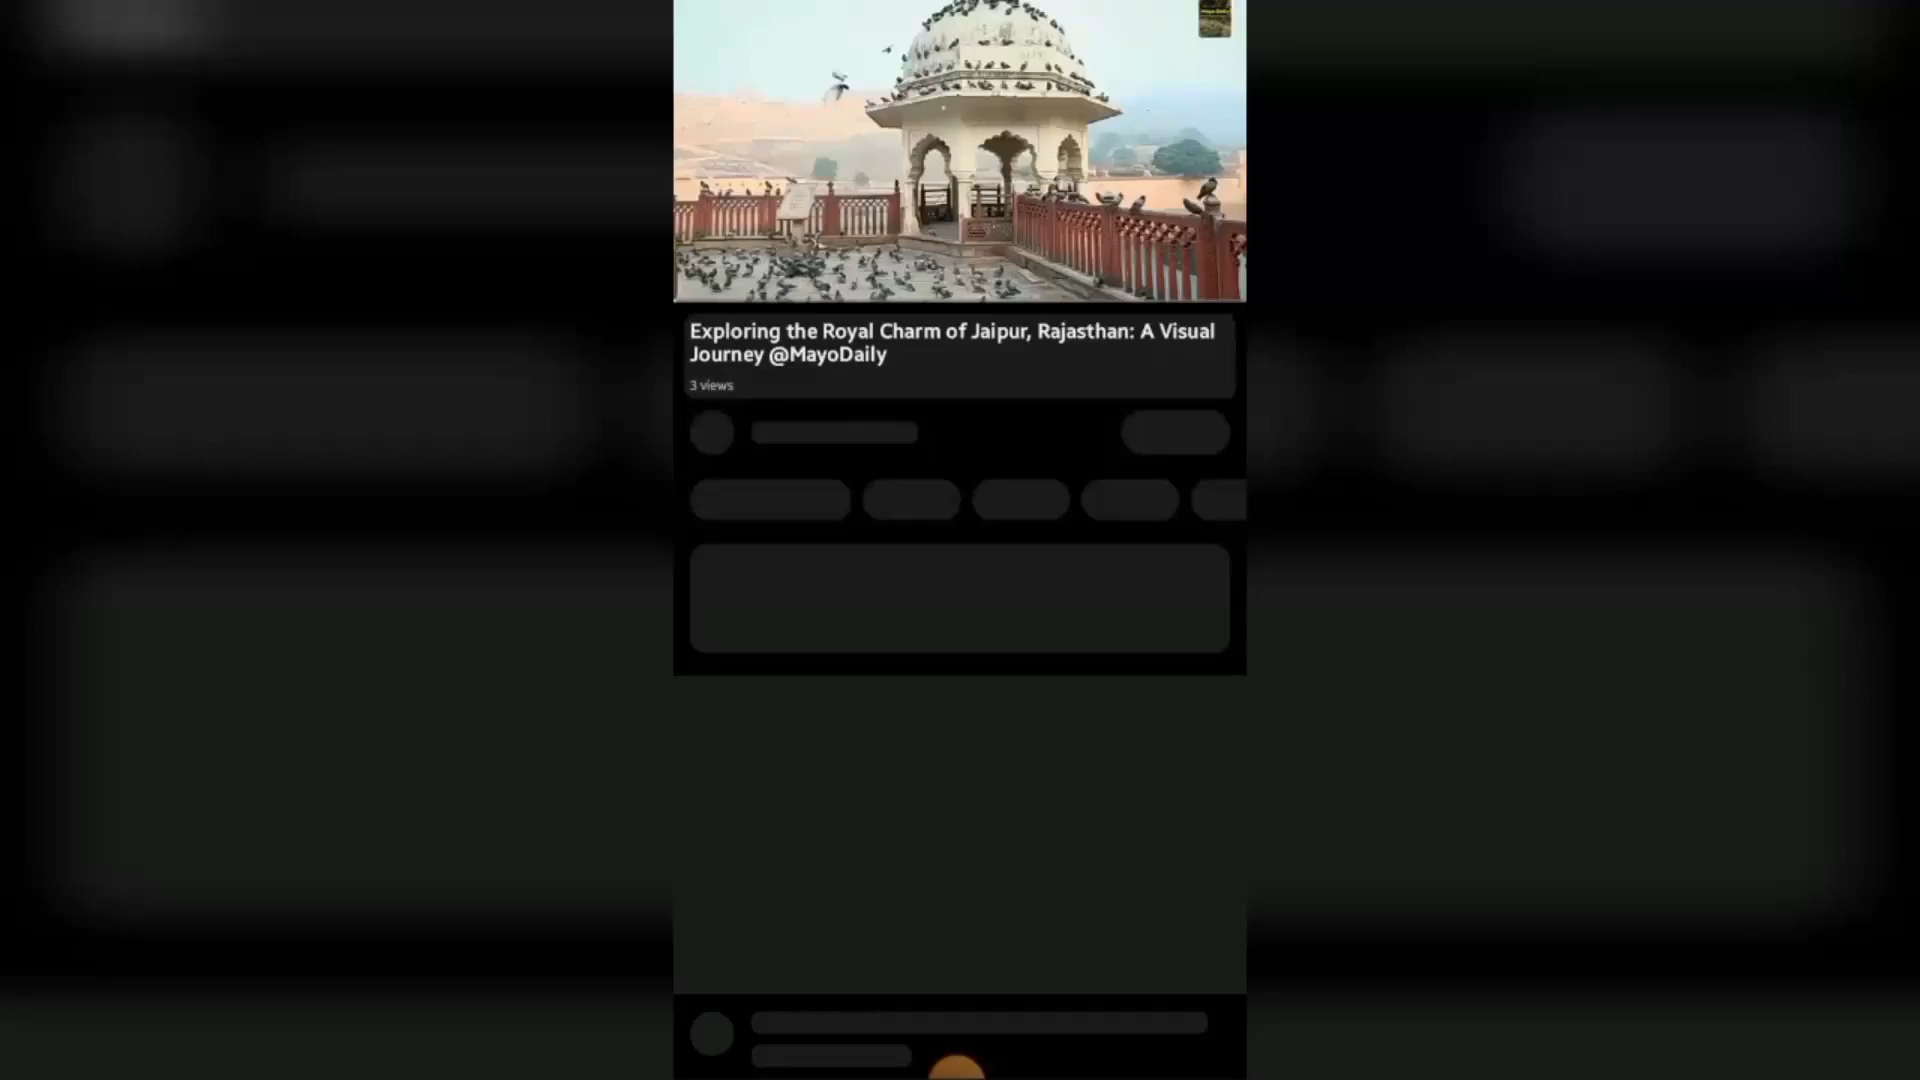 Exploring the Royal Charm of Jaipur, Rajasthan: A Visual
Journey @MayoDaily
3 views